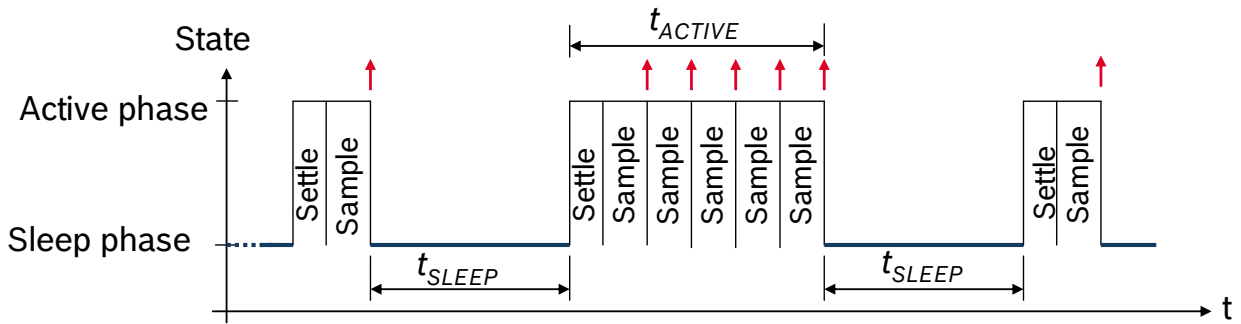 t_ACTIVE
State
Active phase
Settle
Sample
Settle
Sample
Sample
Sample
Sample
Sample
Settle
Sample
Sleep phase
t_SLEEP
t_SLEEP
t